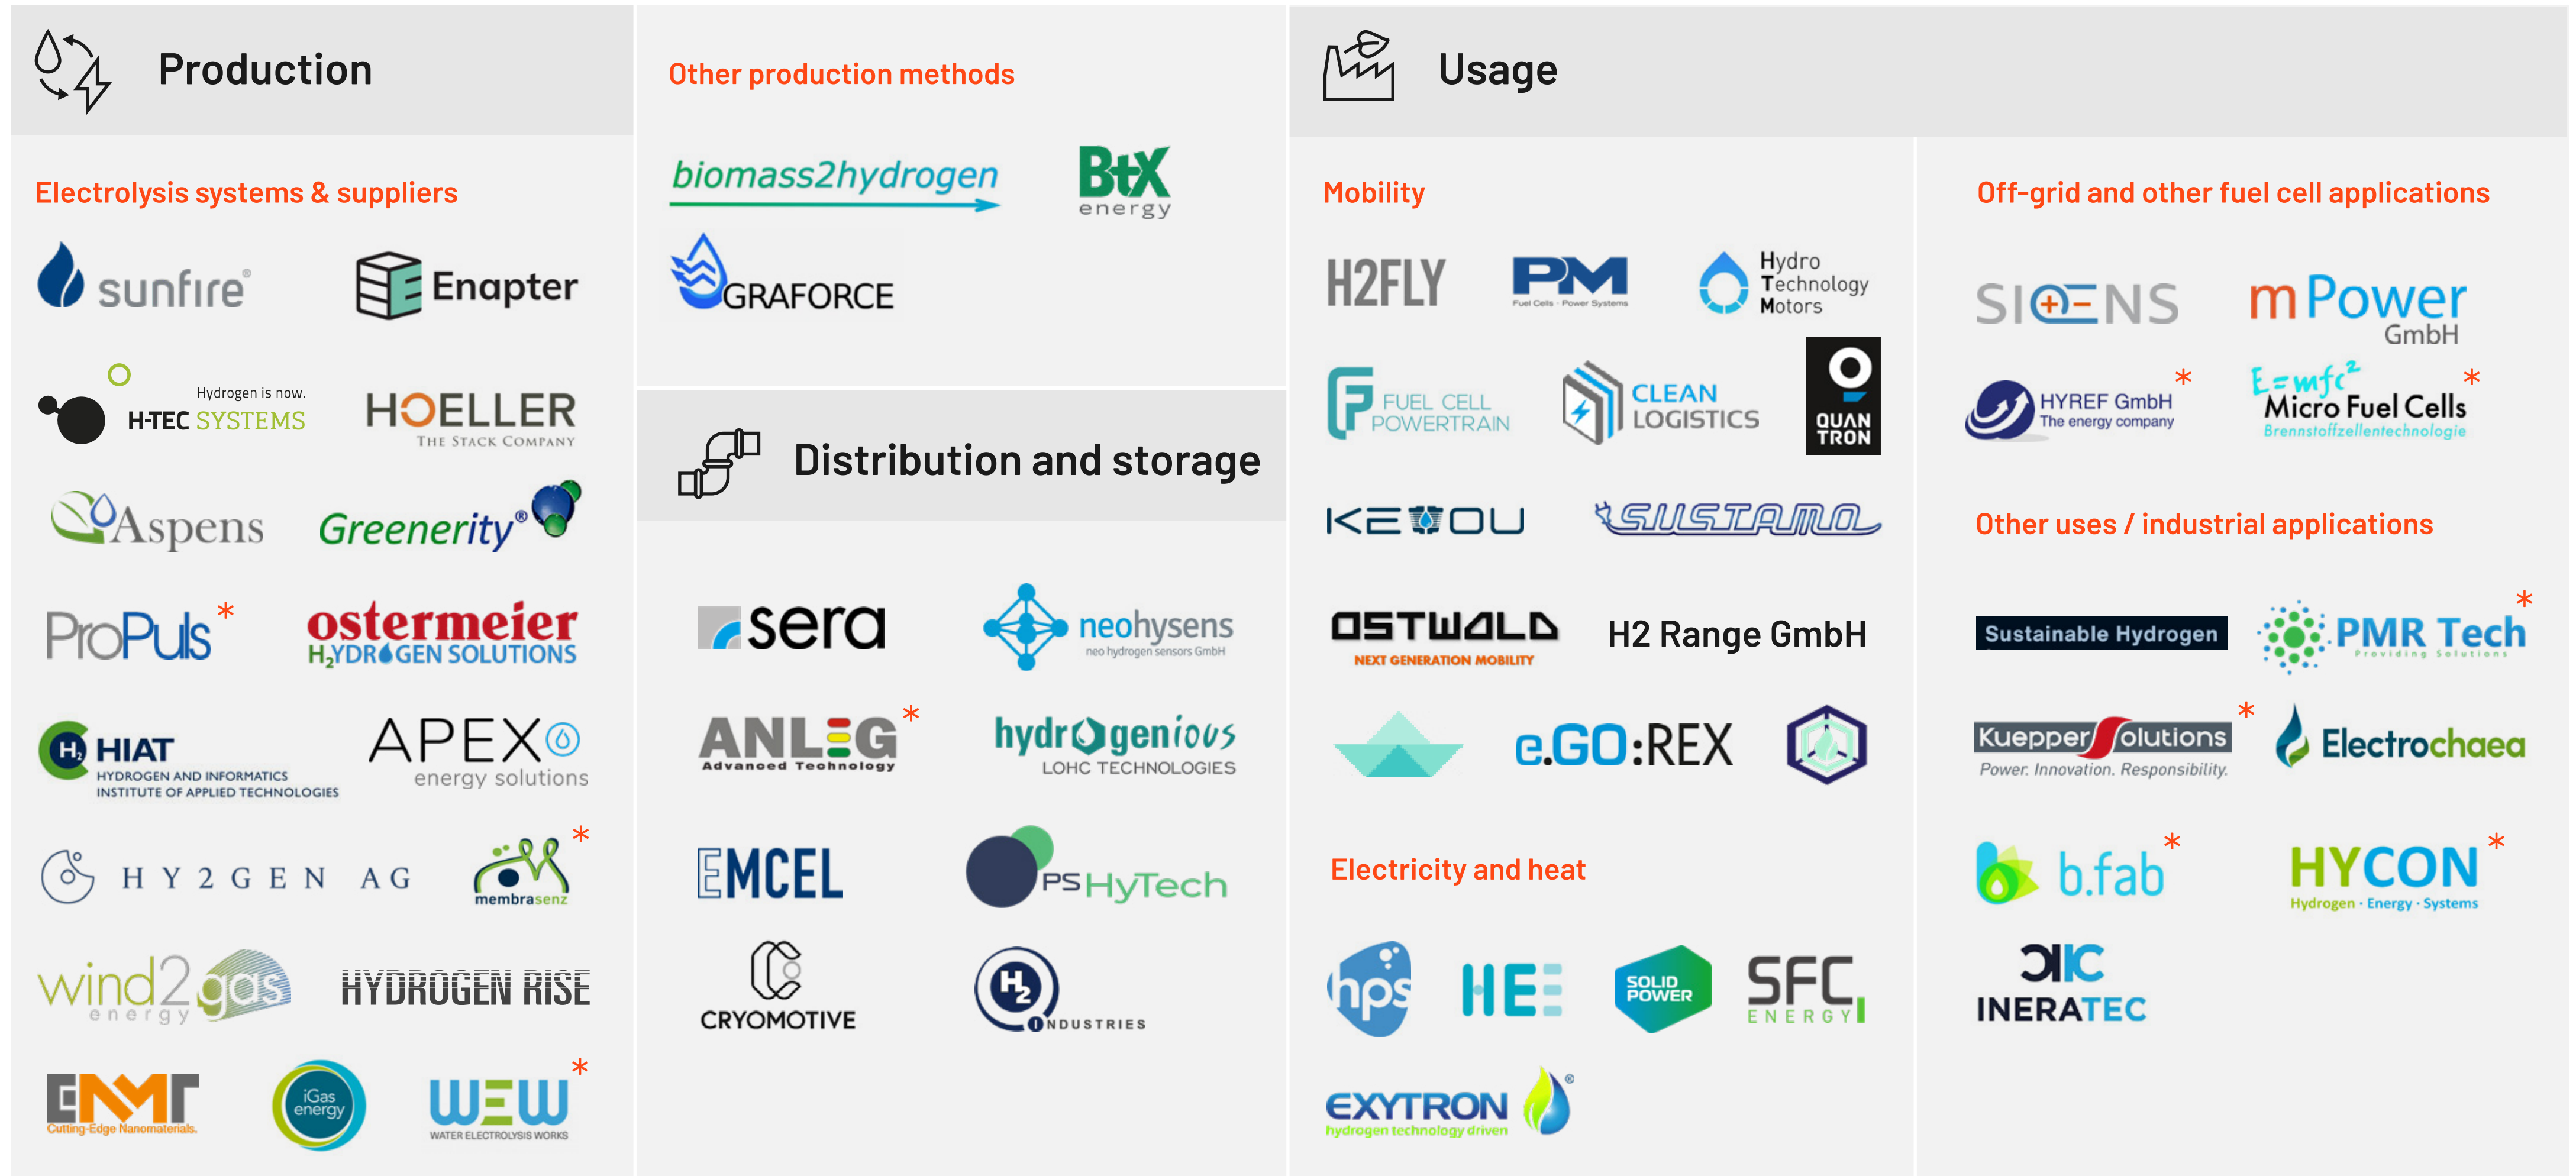 Production
Electrolysis systems & suppliers
sunfire®
Enapter
Hydrogen is now.
H-TEC SYSTEMS
HOELLER
THE STACK COMPANY
Aspens
Greenerity®
ProPuls *
ostermeier
H₂YDROGEN SOLUTIONS
H₂ HIAT
HYDROGEN AND INFORMATICS
INSTITUTE OF APPLIED TECHNOLOGIES
APEX
energy solutions
HY2GEN AG
*
membrasenz
wind2gas
energy
HYDROGEN RISE
ENMT
Cutting-Edge Nanomaterials.
iGas
energy
WEW *
WATER ELECTROLYSIS WORKS
Other production methods
biomass2hydrogen
BtX
energy
GRAFORCE
Distribution and storage
sera
neohysens
neo hydrogen sensors GmbH
ANLEG *
Advanced Technology
hydrogenious
LOHC TECHNOLOGIES
EMCEL
PS HyTech
CRYOMOTIVE
H2
INDUSTRIES
Usage
Mobility
H2FLY
PM
Fuel Cells · Power Systems
Hydro
Technology
Motors
FUEL CELL
POWERTRAIN
CLEAN
LOGISTICS
QUAN
TRON
KEYOU
SUSTAMO
OSTWALD
NEXT GENERATION MOBILITY
H2 Range GmbH
e.GO:REX
Electricity and heat
hps
HEE
SOLID
POWER
SFC
ENERGY
EXYTRON ®
hydrogen technology driven
Off-grid and other fuel cell applications
SIQENS
mPower
GmbH
HYREF GmbH *
The energy company
E=mfc²
Micro Fuel Cells *
Brennstoffzellentechnologie
Other uses / industrial applications
Sustainable Hydrogen
PMR Tech *
Providing Solutions
Kuepper Solutions *
Power. Innovation. Responsibility.
Electrochaea
b.fab *
HYCON *
Hydrogen · Energy · Systems
INERATEC